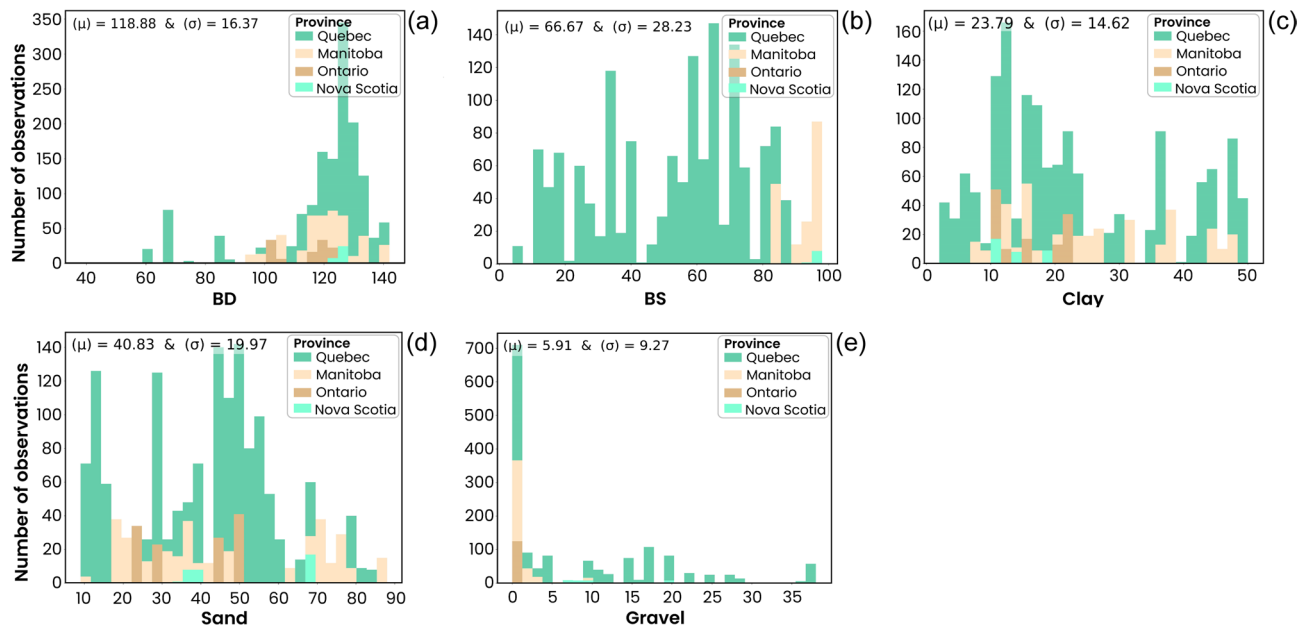 (μ) = 118.88 & (σ) = 16.37
Province
Quebec
Manitoba
Ontario
Nova Scotia
(a)
350
300
250
200
150
100
50
0
Number of observations
40 60 80 100 120 140
BD
(μ) = 66.67 & (σ) = 28.23
Province
Quebec
Manitoba
Ontario
Nova Scotia
(b)
140
120
100
80
60
40
20
0
0 20 40 60 80 100
BS
(μ) = 23.79 & (σ) = 14.62
Province
Quebec
Manitoba
Ontario
Nova Scotia
(c)
160
140
120
100
80
60
40
20
0
0 10 20 30 40 50
Clay
(μ) = 40.83 & (σ) = 19.97
Province
Quebec
Manitoba
Ontario
Nova Scotia
(d)
140
120
100
80
60
40
20
0
Number of observations
10 20 30 40 50 60 70 80 90
Sand
(μ) = 5.91 & (σ) = 9.27
Province
Quebec
Manitoba
Ontario
Nova Scotia
(e)
700
600
500
400
300
200
100
0
0 5 10 15 20 25 30 35
Gravel